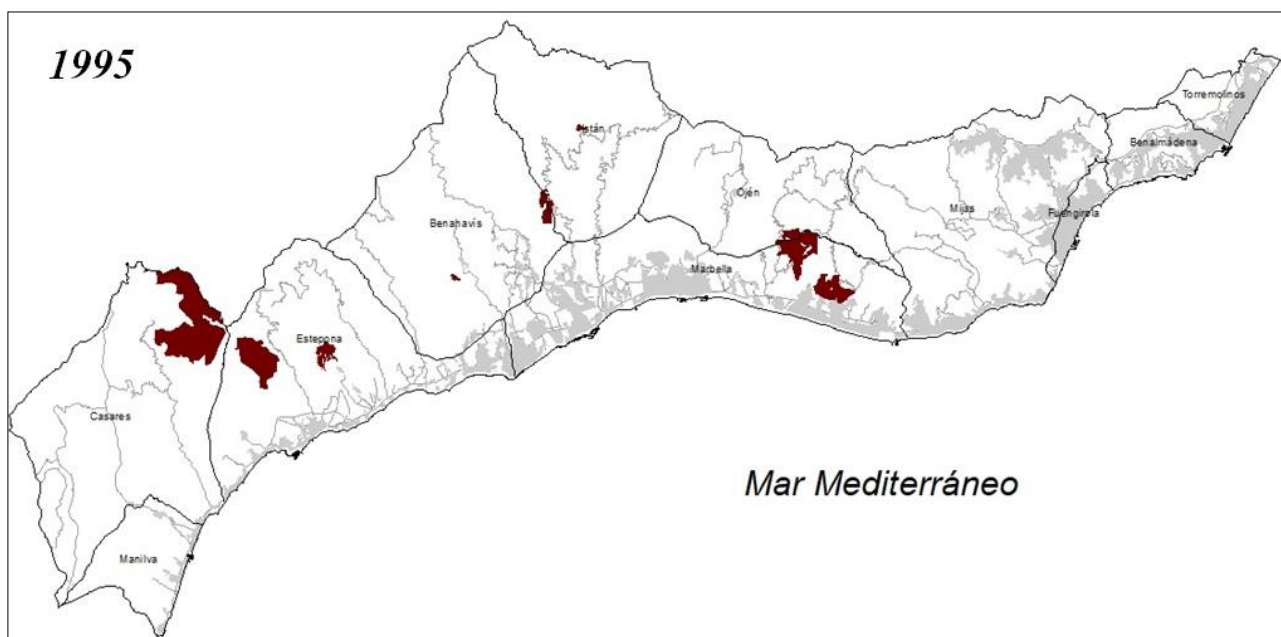 1995
Torremolinos
Istán
Benalmádena
Ojén
Mijas
Fuengirola
Benahavís
Marbella
Estepona
Casares
Mar Mediterráneo
Manilva